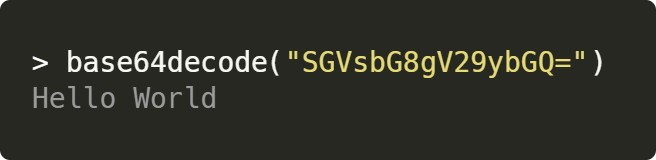 > base64decode("SGVsbG8gV29ybGQ=")
Hello World